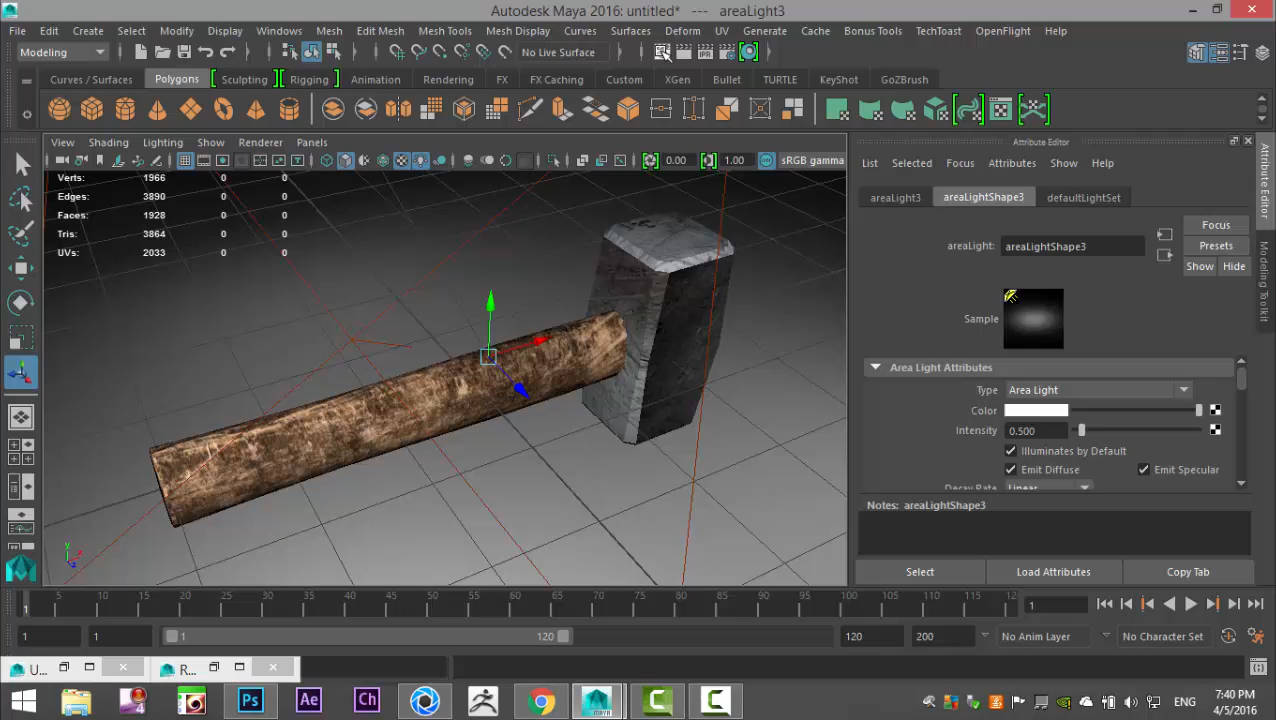 Autodesk Maya 2016: untitled* --- areaLight3
File Edit Create Select Modify Display Windows Mesh Edit Mesh Mesh Tools Mesh Display Curves Surfaces Deform UV Generate Cache Bonus Tools TechToast OpenFlight Help
Modeling No Live Surface
Curves / Surfaces Polygons Sculpting Rigging Animation Rendering FX FX Caching Custom XGen Bullet TURTLE KeyShot GoZBrush
View Shading Lighting Show Renderer Panels
0.00 1.00 sRGB gamma
Verts: 1966 0 0
Edges: 3890 0 0
Faces: 1928 0 0
Tris: 3864 0 0
UVs: 2033 0 0
Attribute Editor
List Selected Focus Attributes Show Help
areaLight3 areaLightShape3 defaultLightSet
areaLight: areaLightShape3
Focus
Presets
Show Hide
Sample
Area Light Attributes
Type Area Light
Color
Intensity 0.500
Illuminates by Default
Emit Diffuse Emit Specular
Decay Rate Linear
Notes: areaLightShape3
Select Load Attributes Copy Tab
Attribute Editor
Modeling Toolkit
y
x
z
5 10 15 20 25 30 35 40 45 50 55 60 65 70 75 80 85 90 95 100 105 110 115 12
1 1
1 1 1 120 120 200 No Anim Layer No Character Set
U... R...
Ps Ae Ch MAYA C C
ENG
7:40 PM
4/5/2016